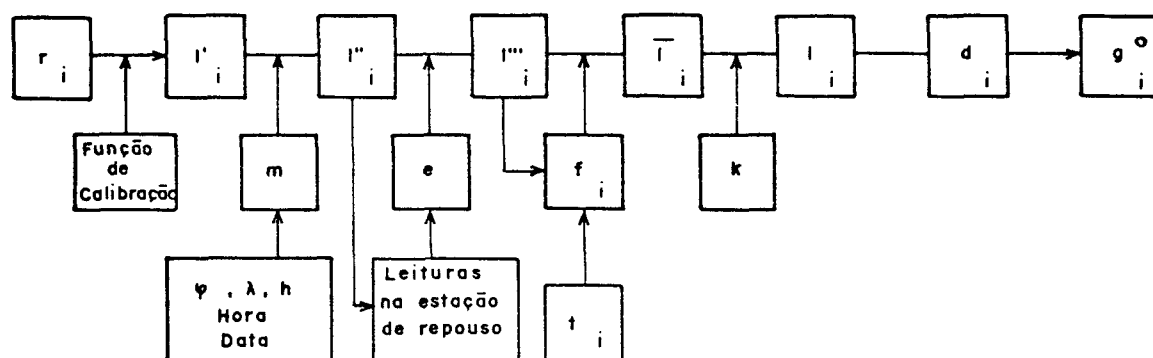 r i
l' i
l" i
l''' i
l̅ i
l i
d i
g° i
Função
de
Calibração
m
e
f i
k
φ , λ, h
Hora
Data
Leituras
na estação
de repouso
t i